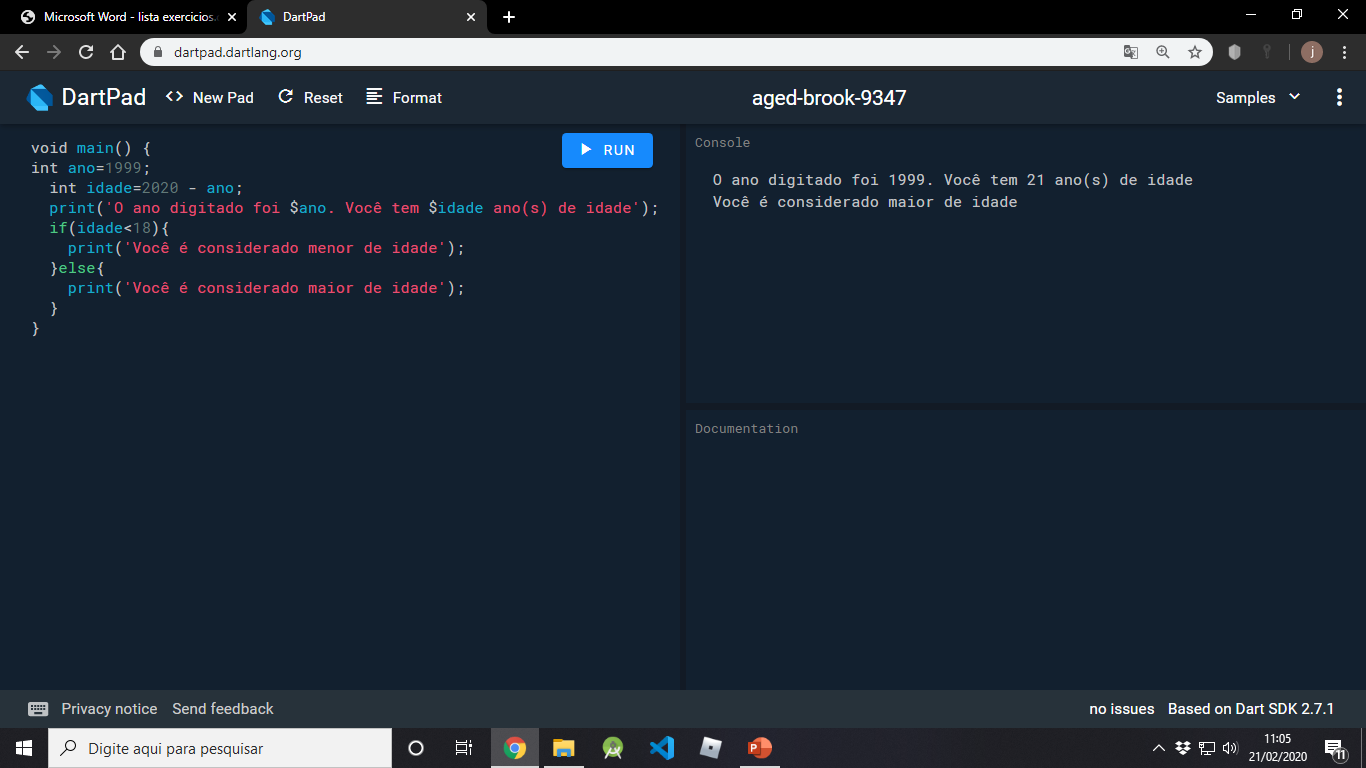 Microsoft Word - lista exercicios.
DartPad
dartpad.dartlang.org
j
DartPad
<> New Pad
Reset
Format
aged-brook-9347
Samples
void main() {
int ano=1999;
  int idade=2020 - ano;
  print('O ano digitado foi $ano. Você tem $idade ano(s) de idade');
  if(idade<18){
    print('Você é considerado menor de idade');
  }else{
    print('Você é considerado maior de idade');
  }
}
RUN
Console
O ano digitado foi 1999. Você tem 21 ano(s) de idade
Você é considerado maior de idade
Documentation
Privacy notice
Send feedback
no issues
Based on Dart SDK 2.7.1
Digite aqui para pesquisar
11:05
21/02/2020
11